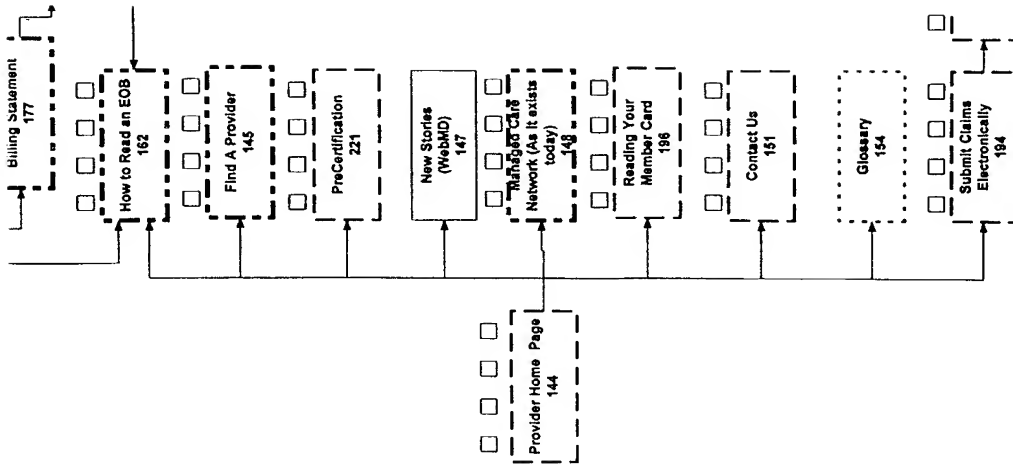 Billing Statement
177
How to Read an EOB
162
Find A Provider
145
PreCertification
221
New Stories
(WebMD)
147
Managed Care
Network (As It exists
today)
148
Reading Your
Member Card
196
Contact Us
151
Glossary
154
Submit Claims
Electronically
194
Provider Home Page
144